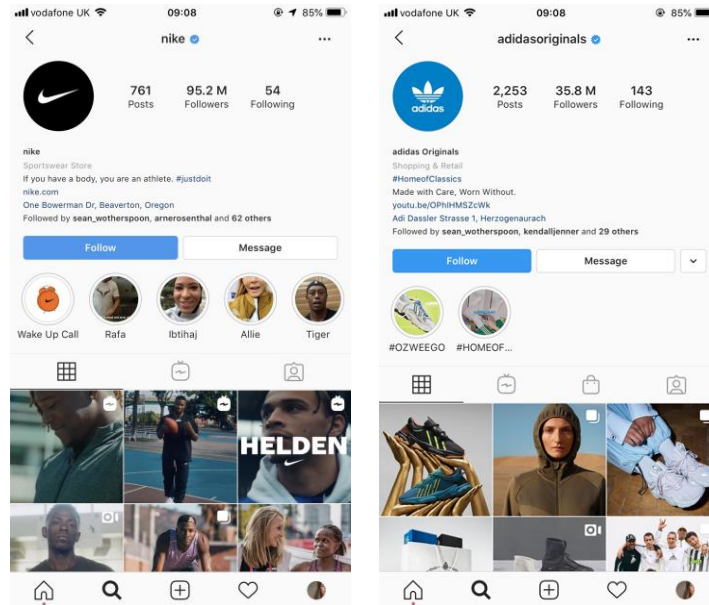 vodafone UK 09:08 85%
nike
761 95.2 M 54
Posts Followers Following
nike
Sportswear Store
If you have a body, you are an athlete. #justdoit
nike.com
One Bowerman Dr, Beaverton, Oregon
Followed by sean_wotherspoon, arnerosenthal and 62 others
Follow Message
Wake Up Call Rafa Ibtihaj Allie Tiger
HELDEN
vodafone UK 09:08 85%
adidasoriginals
adidas
2,253 35.8 M 143
Posts Followers Following
adidas Originals
Shopping & Retail
#HomeofClassics
Made with Care, Worn Without.
youtu.be/OPhIHMSZcWk
Adi Dassler Strasse 1, Herzogenaurach
Followed by sean_wotherspoon, kendalljenner and 29 others
Follow Message
#OZWEEGO #HOMEOF...